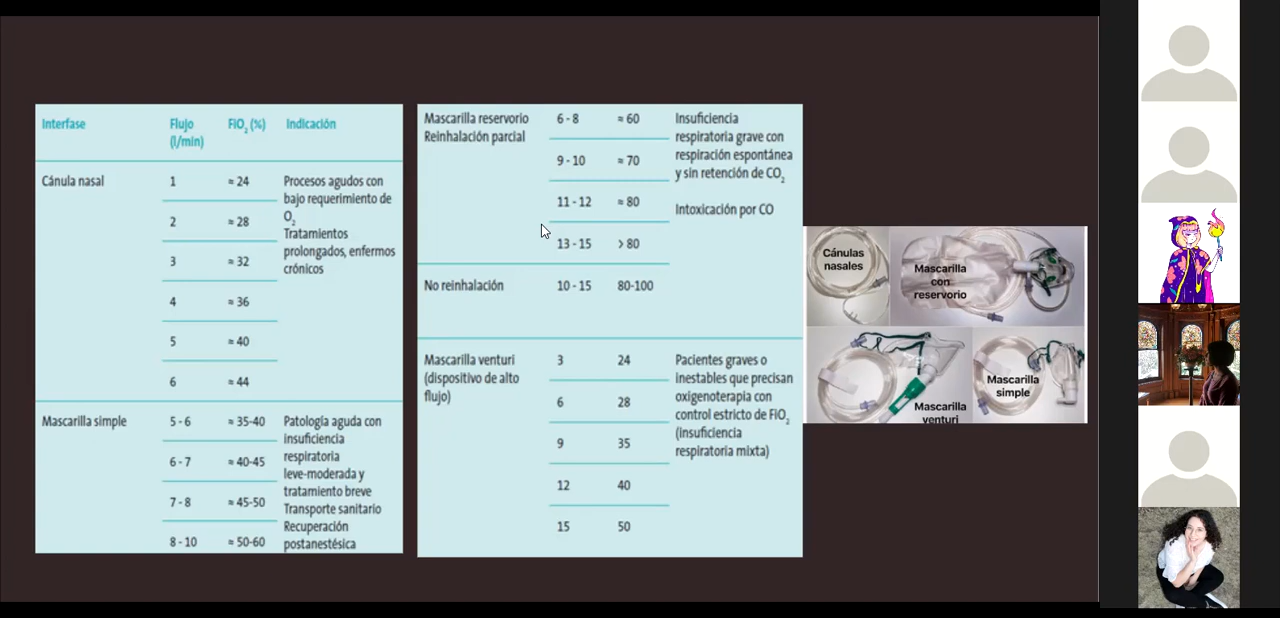 Interfase Flujo (l/min) FiO2 (%) Indicación
Cánula nasal 1 ≈ 24 Procesos agudos con
bajo requerimiento de
2 ≈ 28 O2
Tratamientos
3 ≈ 32 prolongados, enfermos
crónicos
4 ≈ 36
5 ≈ 40
6 ≈ 44
Mascarilla simple 5 - 6 ≈ 35-40 Patología aguda con
insuficiencia
6 - 7 ≈ 40-45 respiratoria
leve-moderada y
tratamiento breve
7 - 8 ≈ 45-50 Transporte sanitario
Recuperación
8 - 10 ≈ 50-60 postanestésica
Mascarilla reservorio 6 - 8 ≈ 60 Insuficiencia
Reinhalación parcial respiratoria grave con
9 - 10 ≈ 70 respiración espontánea
y sin retención de CO2
11 - 12 ≈ 80 Intoxicación por CO
13 - 15 > 80
No reinhalación 10 - 15 80-100
Mascarilla venturi 3 24 Pacientes graves o
(dispositivo de alto inestables que precisan
flujo) oxigenoterapia con
6 28 control estricto de FiO2
(insuficiencia
9 35 respiratoria mixta)
12 40
15 50
Cánulas
nasales
Mascarilla
con
reservorio
Mascarilla
venturi
Mascarilla
simple